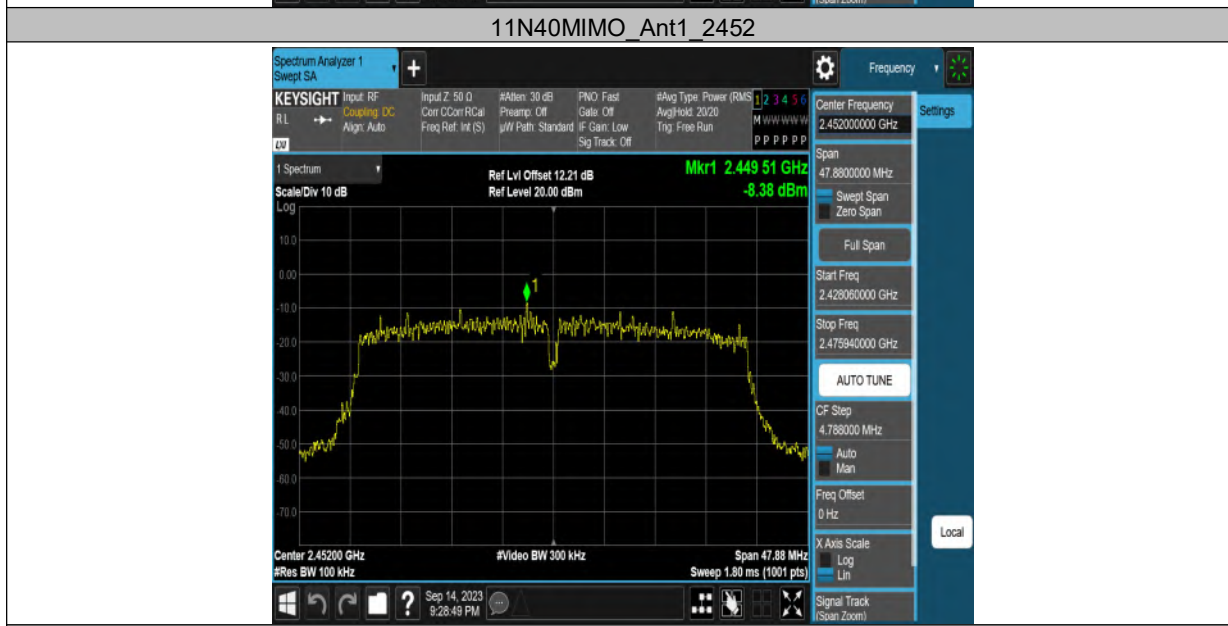 (Span Zoom)
11N40MIMO_Ant1_2452
Spectrum Analyzer 1
Swept SA
Frequency
KEYSIGHT
RL
LXI
Input: RF
Coupling: DC
Align: Auto
Input Z: 50 Ω
Corr CCorr RCal
Freq Ref: Int (S)
#Atten: 30 dB
Preamp: Off
µW Path: Standard
PNO: Fast
Gate: Off
IF Gain: Low
Sig Track: Off
#Avg Type: Power (RMS
Avg|Hold: 20/20
Trig: Free Run
1 2 3 4 5 6
M W W W W W
P P P P P P
1 Spectrum
Scale/Div 10 dB
Log
Ref Lvl Offset 12.21 dB
Ref Level 20.00 dBm
Mkr1 2.449 51 GHz
-8.38 dBm
10.0
0.00
-10.0
-20.0
-30.0
-40.0
-50.0
-60.0
-70.0
1
Center 2.45200 GHz
#Res BW 100 kHz
#Video BW 300 kHz
Span 47.88 MHz
Sweep 1.80 ms (1001 pts)
Center Frequency
2.452000000 GHz
Settings
Span
47.8800000 MHz
Swept Span
Zero Span
Full Span
Start Freq
2.428060000 GHz
Stop Freq
2.475940000 GHz
AUTO TUNE
CF Step
4.788000 MHz
Auto
Man
Freq Offset
0 Hz
X Axis Scale
Log
Lin
Local
Signal Track
(Span Zoom)
?
Sep 14, 2023
9:28:49 PM